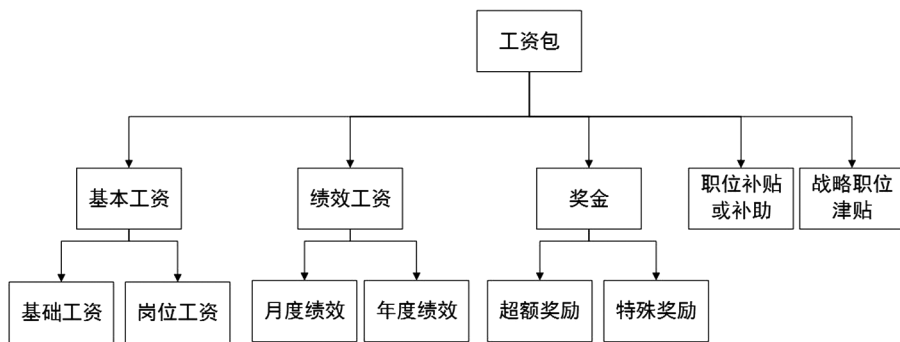 工资包
基本工资
绩效工资
奖金
职位补贴
或补助
战略职位
津贴
基础工资
岗位工资
月度绩效
年度绩效
超额奖励
特殊奖励